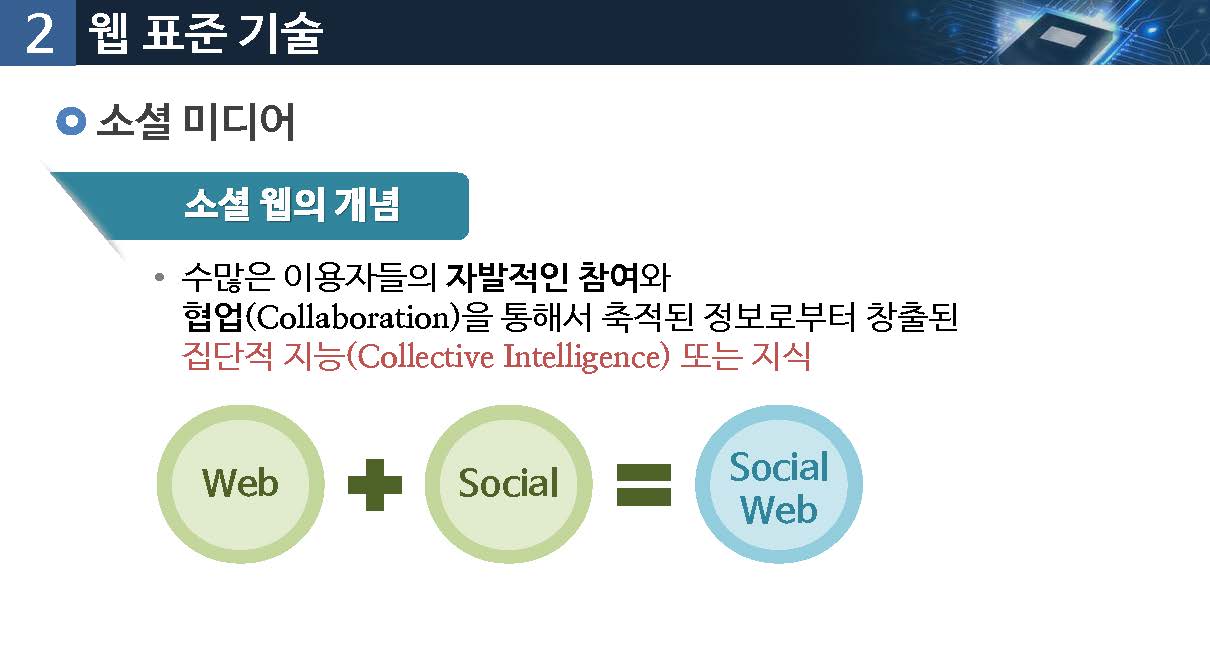 2 웹 표준 기술
소셜 미디어
소셜 웹의 개념
• 수많은 이용자들의 자발적인 참여와
협업(Collaboration)을 통해서 축적된 정보로부터 창출된
집단적 지능(Collective Intelligence) 또는 지식
Web + Social = Social
Web